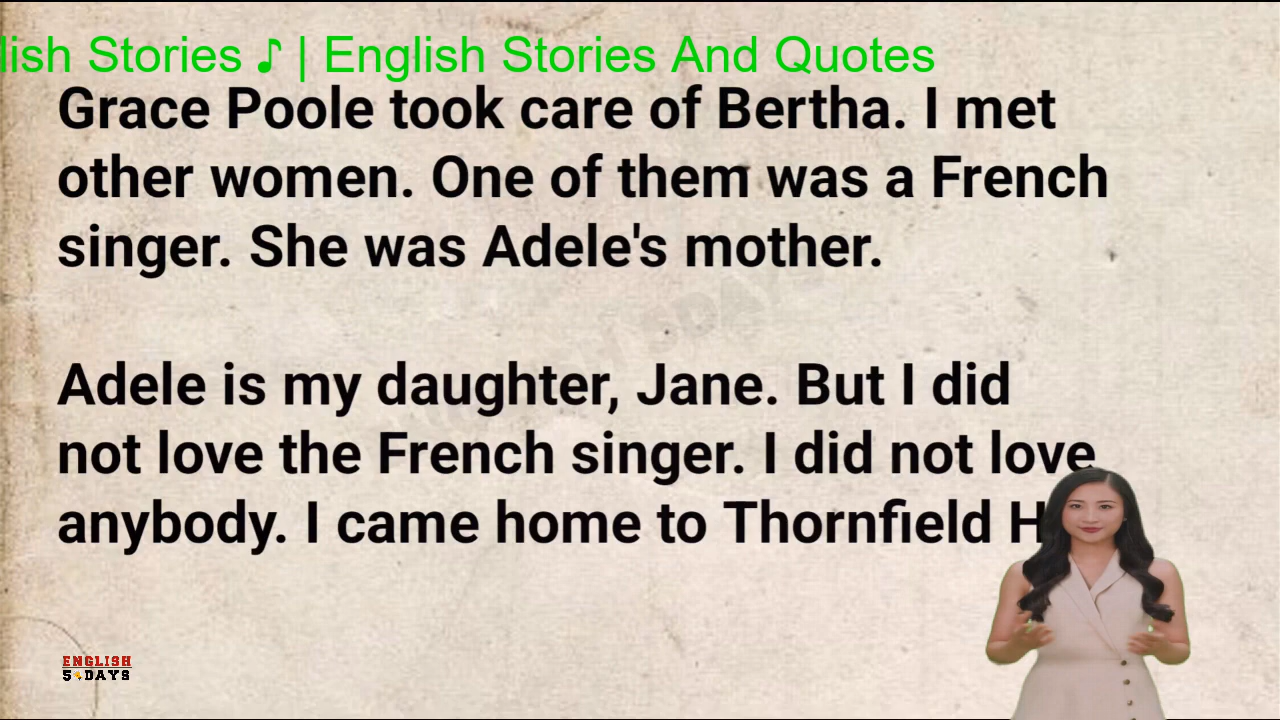 lish Stories ♪ | English Stories And Quotes
Grace Poole took care of Bertha. I met
other women. One of them was a French
singer. She was Adele's mother.
Adele is my daughter, Jane. But I did
not love the French singer. I did not love
anybody. I came home to Thornfield H
ENGLISH
5 DAYS